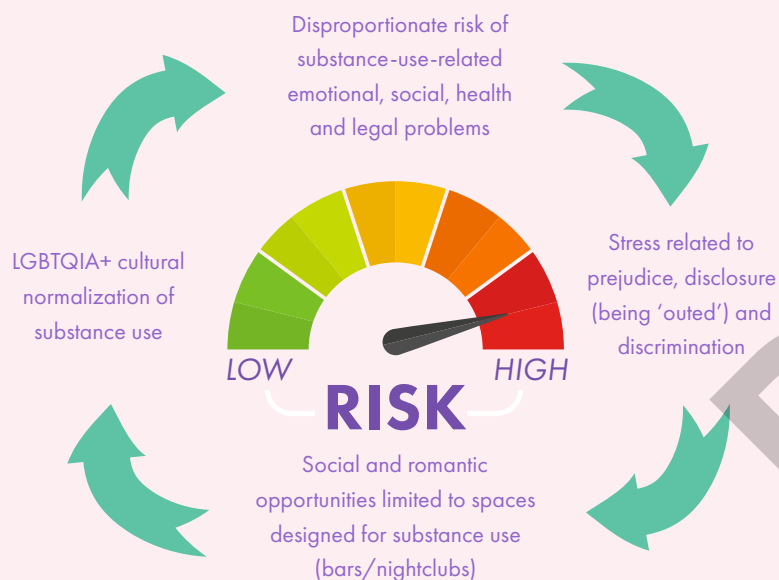 Disproportionate risk of
substance-use-related
emotional, social, health
and legal problems
LGBTQIA+ cultural
normalization of
substance use
Stress related to
prejudice, disclosure
(being ‘outed’) and
discrimination
LOW
HIGH
RISK
Social and romantic
opportunities limited to spaces
designed for substance use
(bars/nightclubs)